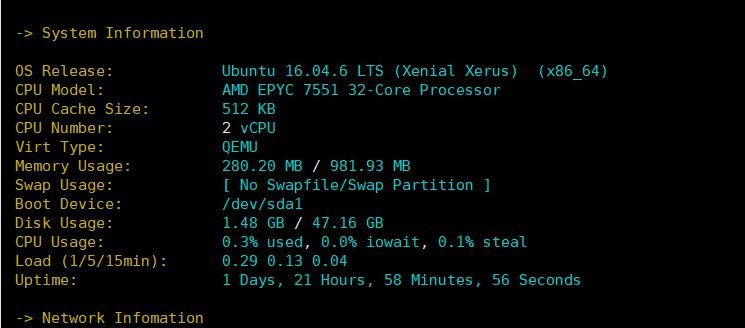 -> System Information
OS Release: Ubuntu 16.04.6 LTS (Xenial Xerus) (x86_64)
CPU Model: AMD EPYC 7551 32-Core Processor
CPU Cache Size: 512 KB
CPU Number: 2 vCPU
Virt Type: QEMU
Memory Usage: 280.20 MB / 981.93 MB
Swap Usage: [ No Swapfile/Swap Partition ]
Boot Device: /dev/sda1
Disk Usage: 1.48 GB / 47.16 GB
CPU Usage: 0.3% used, 0.0% iowait, 0.1% steal
Load (1/5/15min): 0.29 0.13 0.04
Uptime: 1 Days, 21 Hours, 58 Minutes, 56 Seconds
-> Network Infomation